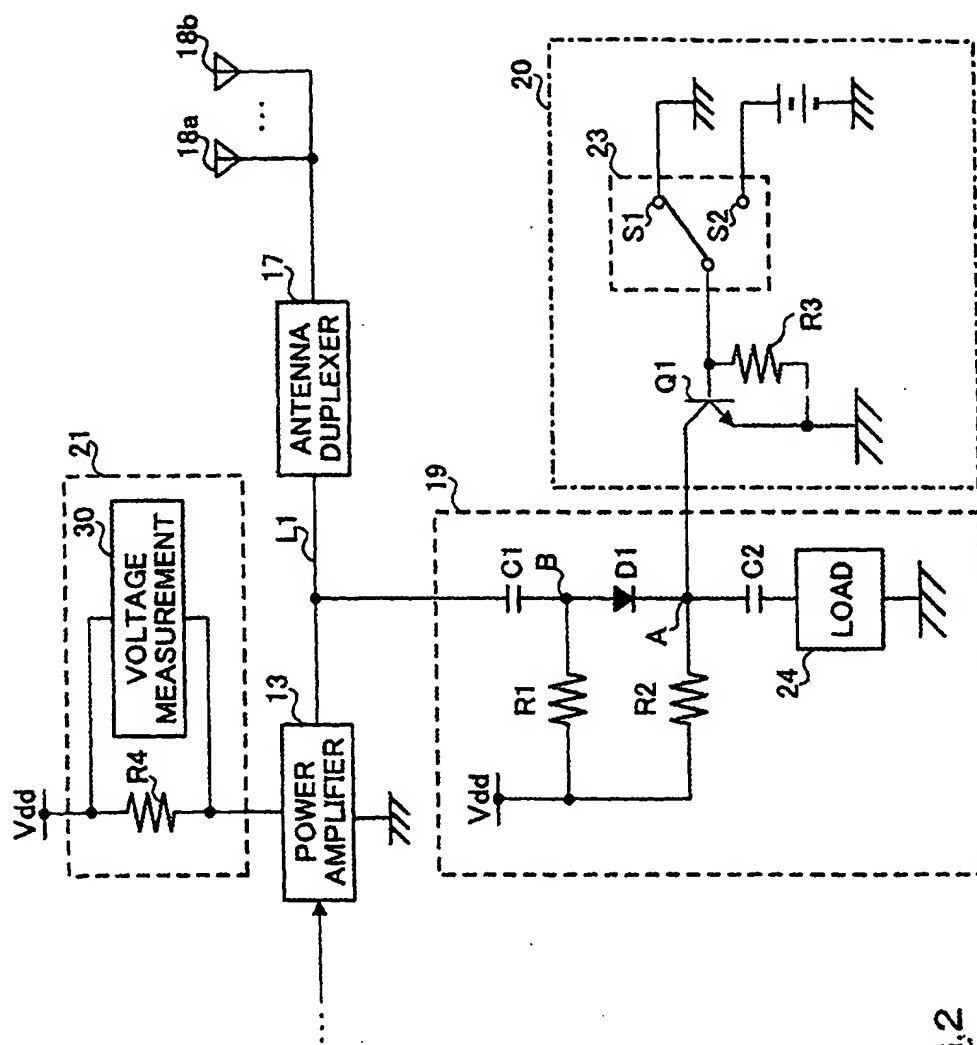 21
30
VOLTAGE
MEASUREMENT
R4
Vdd
13
POWER
AMPLIFIER
L1
17
ANTENNA
DUPLEXER
18a
18b
...
...
19
C1
B
R1
D1
A
R2
C2
Vdd
LOAD
24
20
23
S1
S2
Q1
R3
.2